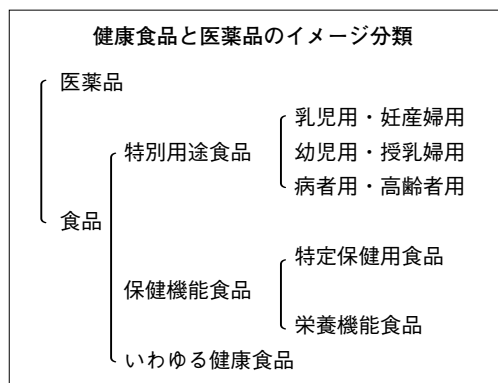 健康食品と医薬品のイメージ分類
医薬品
乳児用・妊産婦用
特別用途食品
幼児用・授乳婦用
病者用・高齢者用
食品
特定保健用食品
保健機能食品
栄養機能食品
いわゆる健康食品